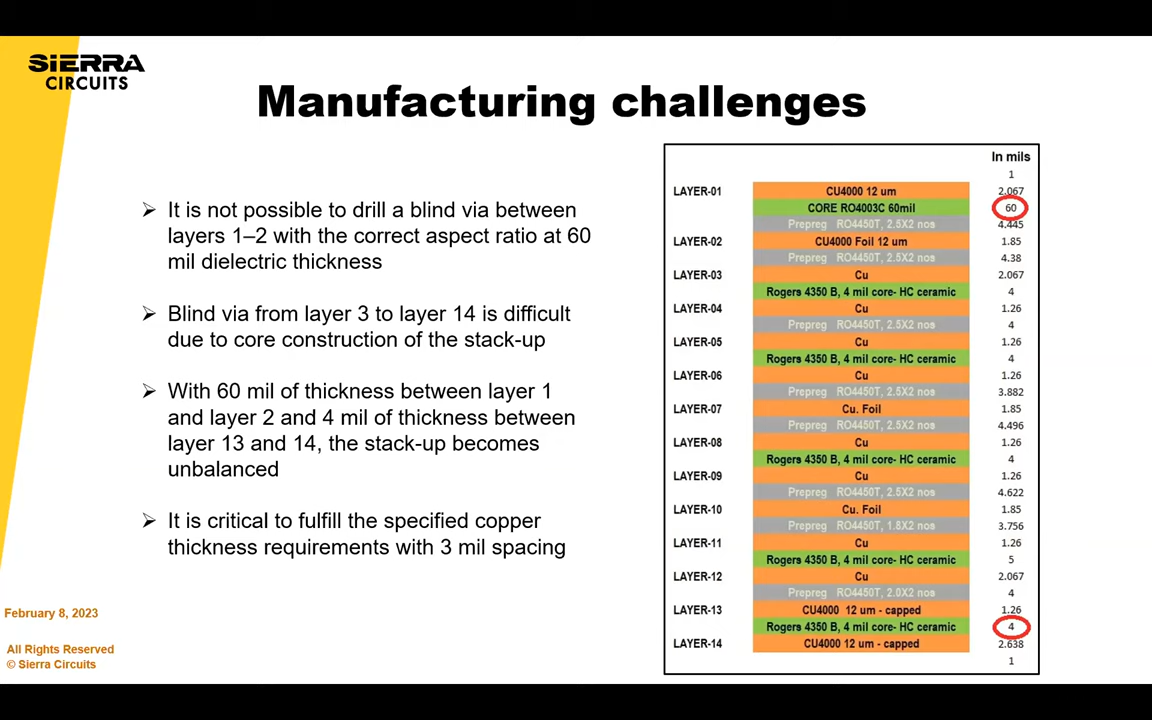 SIERRA
CIRCUITS
Manufacturing challenges
It is not possible to drill a blind via between
layers 1–2 with the correct aspect ratio at 60
mil dielectric thickness
Blind via from layer 3 to layer 14 is difficult
due to core construction of the stack-up
With 60 mil of thickness between layer 1
and layer 2 and 4 mil of thickness between
layer 13 and 14, the stack-up becomes
unbalanced
It is critical to fulfill the specified copper
thickness requirements with 3 mil spacing
In mils
1
LAYER-01 CU4000 12 um 2.067
CORE RO4003C 60mil 60
Prepreg RO4450T, 2.5X2 nos 4.445
LAYER-02 CU4000 Foil 12 um 1.85
Prepreg RO4450T, 2.5X2 nos 4.38
LAYER-03 Cu 2.067
Rogers 4350 B, 4 mil core- HC ceramic 4
LAYER-04 Cu 1.26
Prepreg RO4450T, 2.5X2 nos 4
LAYER-05 Cu 1.26
Rogers 4350 B, 4 mil core- HC ceramic 4
LAYER-06 Cu 1.26
Prepreg RO4450T, 2.5X2 nos 3.882
LAYER-07 Cu. Foil 1.85
Prepreg RO4450T, 2.5X2 nos 4.496
LAYER-08 Cu 1.26
Rogers 4350 B, 4 mil core- HC ceramic 4
LAYER-09 Cu 1.26
Prepreg RO4450T, 2.5X2 nos 4.622
LAYER-10 Cu. Foil 1.85
Prepreg RO4450T, 1.8X2 nos 3.756
LAYER-11 Cu 1.26
Rogers 4350 B, 4 mil core- HC ceramic 5
LAYER-12 Cu 2.067
Prepreg RO4450T, 2.0X2 nos 4
LAYER-13 CU4000 12 um - capped 1.26
Rogers 4350 B, 4 mil core- HC ceramic 4
LAYER-14 CU4000 12 um - capped 2.638
1
February 8, 2023
All Rights Reserved
© Sierra Circuits